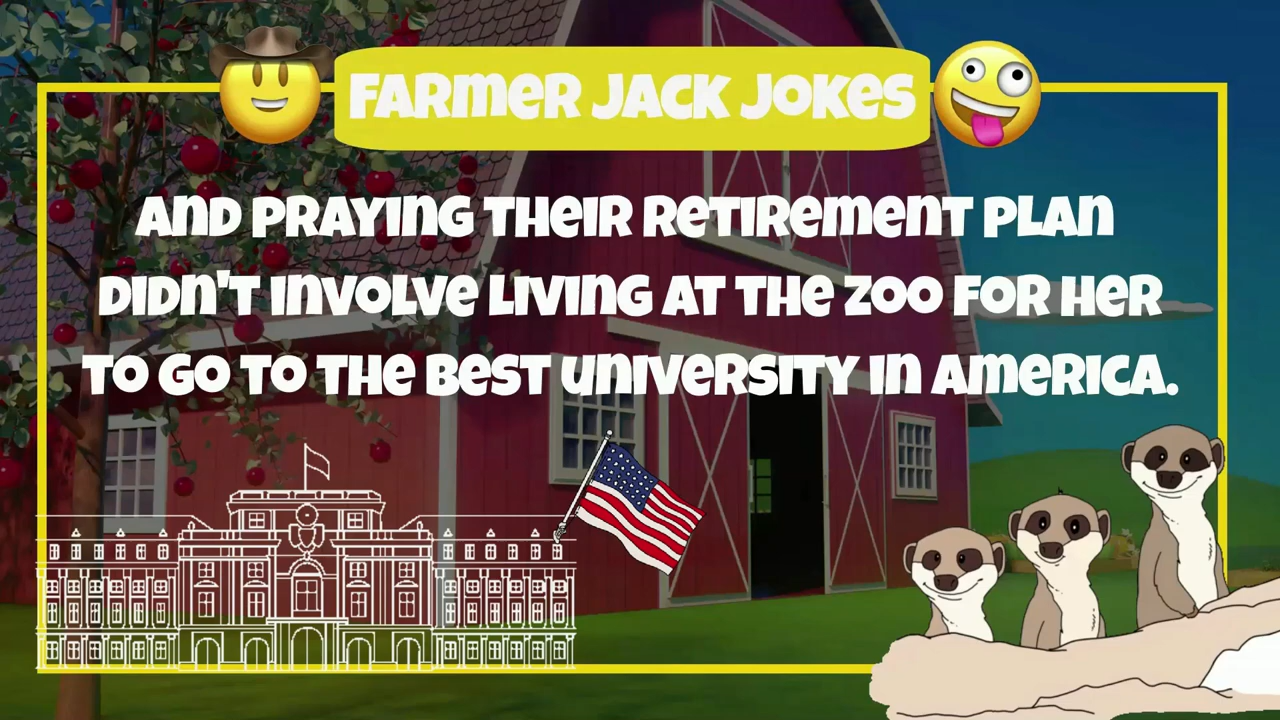 FARMER JACK JOKES
AND PRAYING THEIR RETIREMENT PLAN
DIDN'T INVOLVE LIVING AT THE ZOO FOR HER
TO GO TO THE BEST UNIVERSITY IN AMERICA.